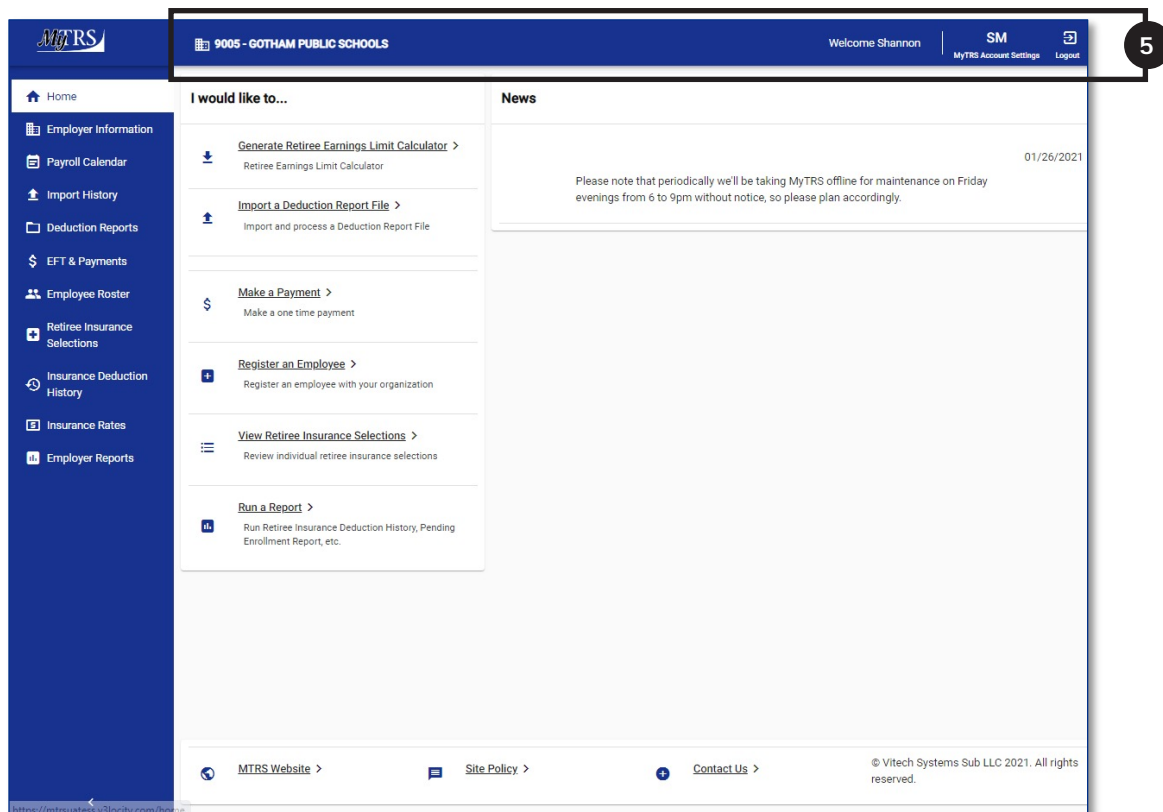 MyTRS
9005 - GOTHAM PUBLIC SCHOOLS
Welcome Shannon
SM
MyTRS Account Settings
Logout
5
Home
Employer Information
Payroll Calendar
Import History
Deduction Reports
EFT & Payments
Employee Roster
Retiree Insurance
Selections
Insurance Deduction
History
Insurance Rates
Employer Reports
I would like to...
Generate Retiree Earnings Limit Calculator >
Retiree Earnings Limit Calculator
Import a Deduction Report File >
Import and process a Deduction Report File
Make a Payment >
Make a one time payment
Register an Employee >
Register an employee with your organization
View Retiree Insurance Selections >
Review individual retiree insurance selections
Run a Report >
Run Retiree Insurance Deduction History, Pending
Enrollment Report, etc.
News
01/26/2021
Please note that periodically we'll be taking MyTRS offline for maintenance on Friday
evenings from 6 to 9pm without notice, so please plan accordingly.
MTRS Website >
Site Policy >
Contact Us >
© Vitech Systems Sub LLC 2021. All rights
reserved.
https://mtrsuatess.v3locity.com/home